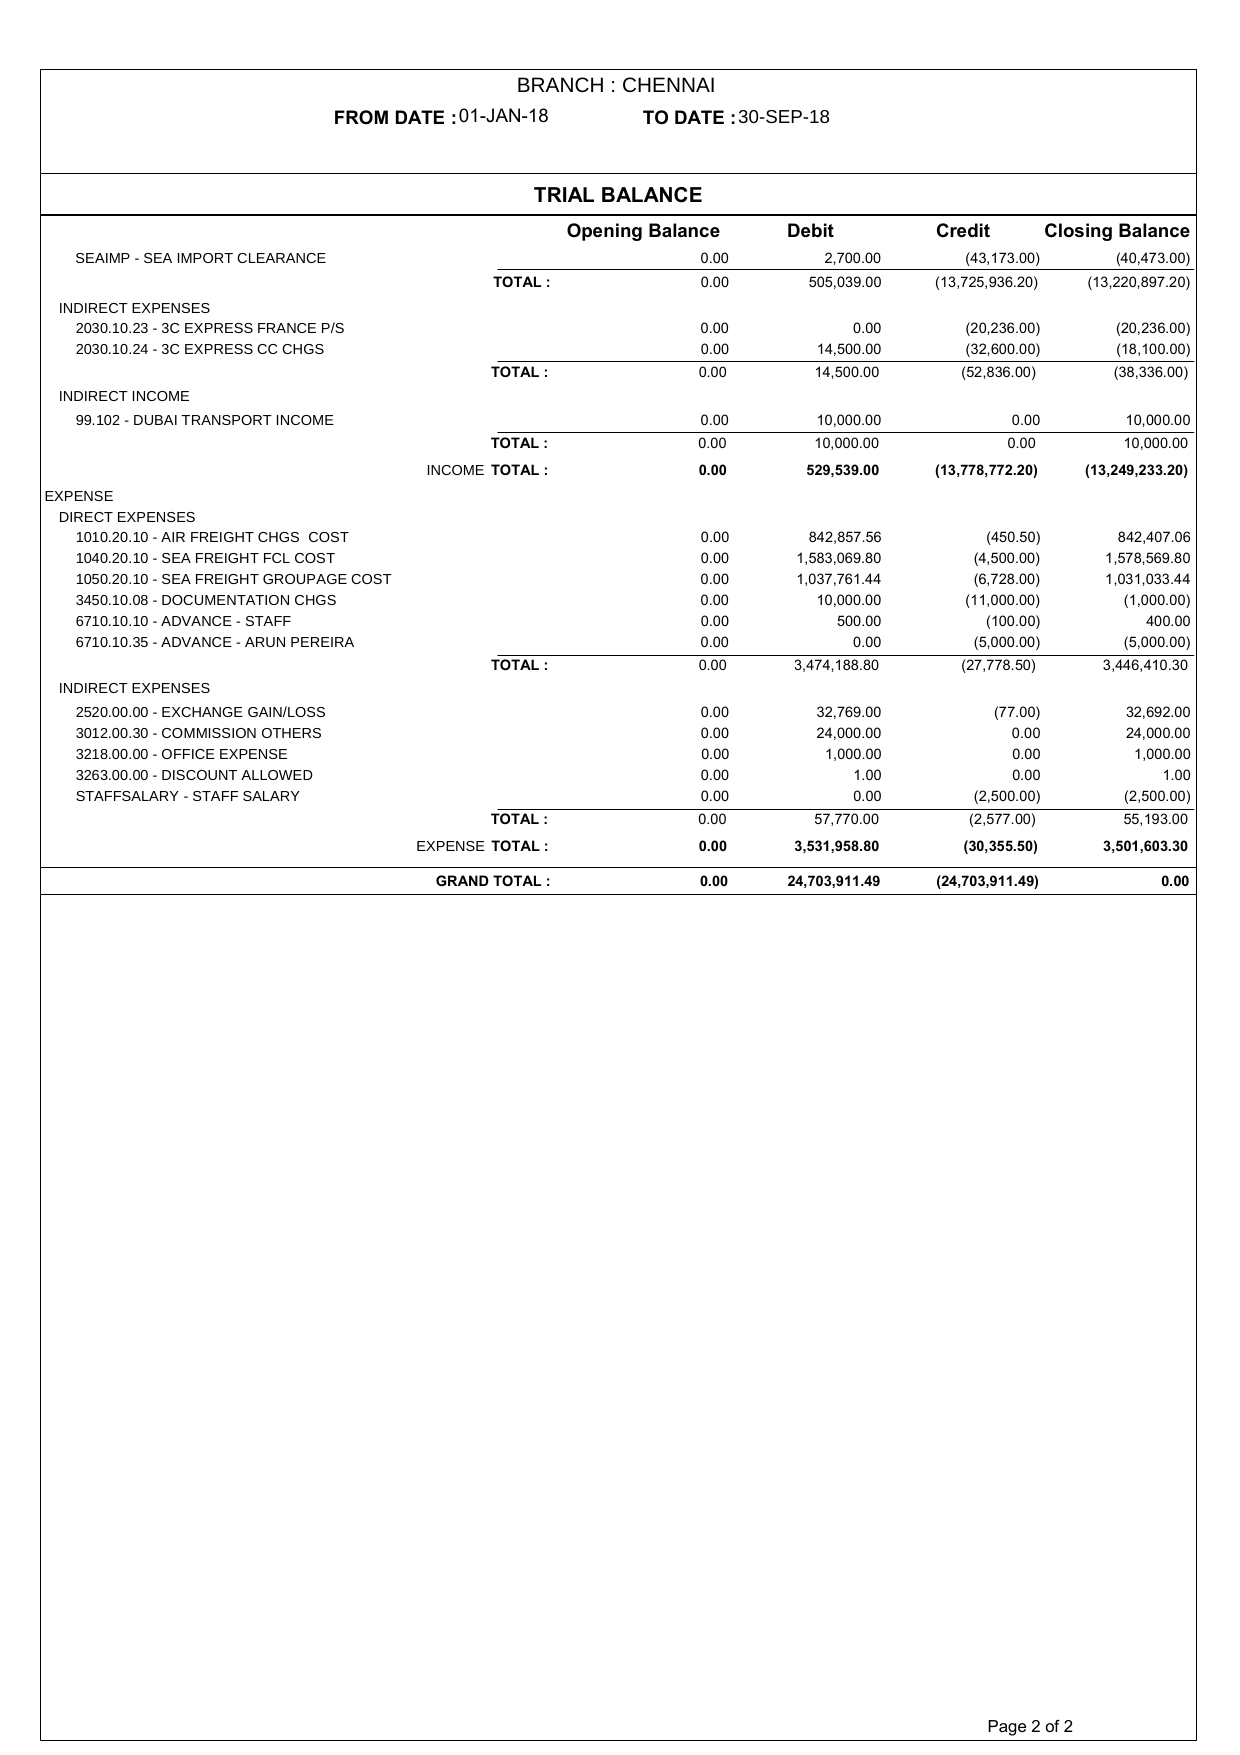 BRANCH : CHENNAI
FROM DATE : 01-JAN-18 TO DATE : 30-SEP-18
TRIAL BALANCE
Opening Balance Debit Credit Closing Balance
SEAIMP - SEA IMPORT CLEARANCE 0.00 2,700.00 (43,173.00) (40,473.00)
TOTAL : 0.00 505,039.00 (13,725,936.20) (13,220,897.20)
INDIRECT EXPENSES
2030.10.23 - 3C EXPRESS FRANCE P/S 0.00 0.00 (20,236.00) (20,236.00)
2030.10.24 - 3C EXPRESS CC CHGS 0.00 14,500.00 (32,600.00) (18,100.00)
TOTAL : 0.00 14,500.00 (52,836.00) (38,336.00)
INDIRECT INCOME
99.102 - DUBAI TRANSPORT INCOME 0.00 10,000.00 0.00 10,000.00
TOTAL : 0.00 10,000.00 0.00 10,000.00
INCOME TOTAL : 0.00 529,539.00 (13,778,772.20) (13,249,233.20)
EXPENSE
DIRECT EXPENSES
1010.20.10 - AIR FREIGHT CHGS  COST 0.00 842,857.56 (450.50) 842,407.06
1040.20.10 - SEA FREIGHT FCL COST 0.00 1,583,069.80 (4,500.00) 1,578,569.80
1050.20.10 - SEA FREIGHT GROUPAGE COST 0.00 1,037,761.44 (6,728.00) 1,031,033.44
3450.10.08 - DOCUMENTATION CHGS 0.00 10,000.00 (11,000.00) (1,000.00)
6710.10.10 - ADVANCE - STAFF 0.00 500.00 (100.00) 400.00
6710.10.35 - ADVANCE - ARUN PEREIRA 0.00 0.00 (5,000.00) (5,000.00)
TOTAL : 0.00 3,474,188.80 (27,778.50) 3,446,410.30
INDIRECT EXPENSES
2520.00.00 - EXCHANGE GAIN/LOSS 0.00 32,769.00 (77.00) 32,692.00
3012.00.30 - COMMISSION OTHERS 0.00 24,000.00 0.00 24,000.00
3218.00.00 - OFFICE EXPENSE 0.00 1,000.00 0.00 1,000.00
3263.00.00 - DISCOUNT ALLOWED 0.00 1.00 0.00 1.00
STAFFSALARY - STAFF SALARY 0.00 0.00 (2,500.00) (2,500.00)
TOTAL : 0.00 57,770.00 (2,577.00) 55,193.00
EXPENSE TOTAL : 0.00 3,531,958.80 (30,355.50) 3,501,603.30
GRAND TOTAL : 0.00 24,703,911.49 (24,703,911.49) 0.00
Page 2 of 2